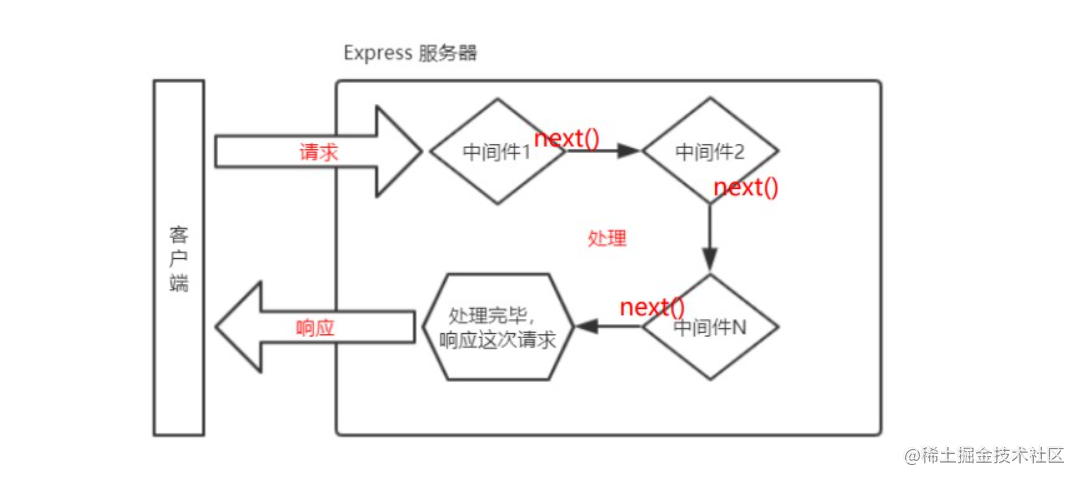 Express 服务器
请求
中间件1
next()
中间件2
next()
客
户
端
处理
next()
中间件N
处理完毕，
响应这次请求
响应
@稀土掘金技术社区